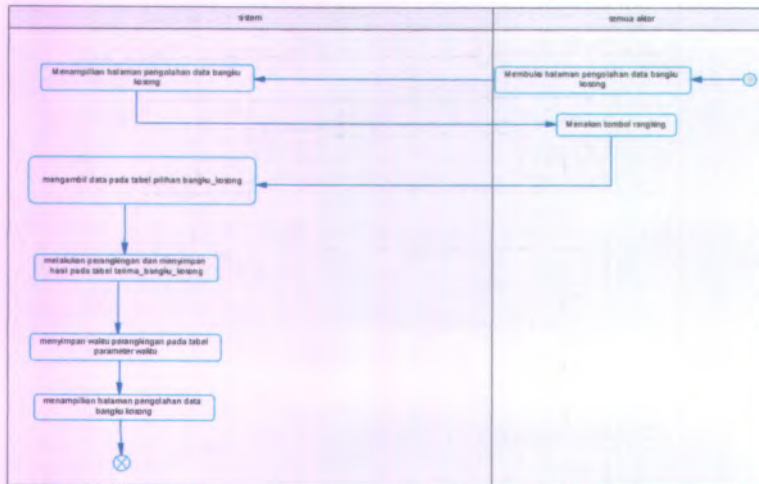 sistem
semua aktor
Menampilkan halaman pengolahan data bangku
kosong
Membuka halaman pengolahan data bangku
kosong
Menekan tombol rangking
mengambil data pada tabel pilihan bangku_kosong
melakukan perangkingan dan menyimpan
hasil pada tabel terima_bangku_kosong
menyimpan waktu perangkingan pada tabel
parameter waktu
menampilkan halaman pengolahan data
bangku kosong